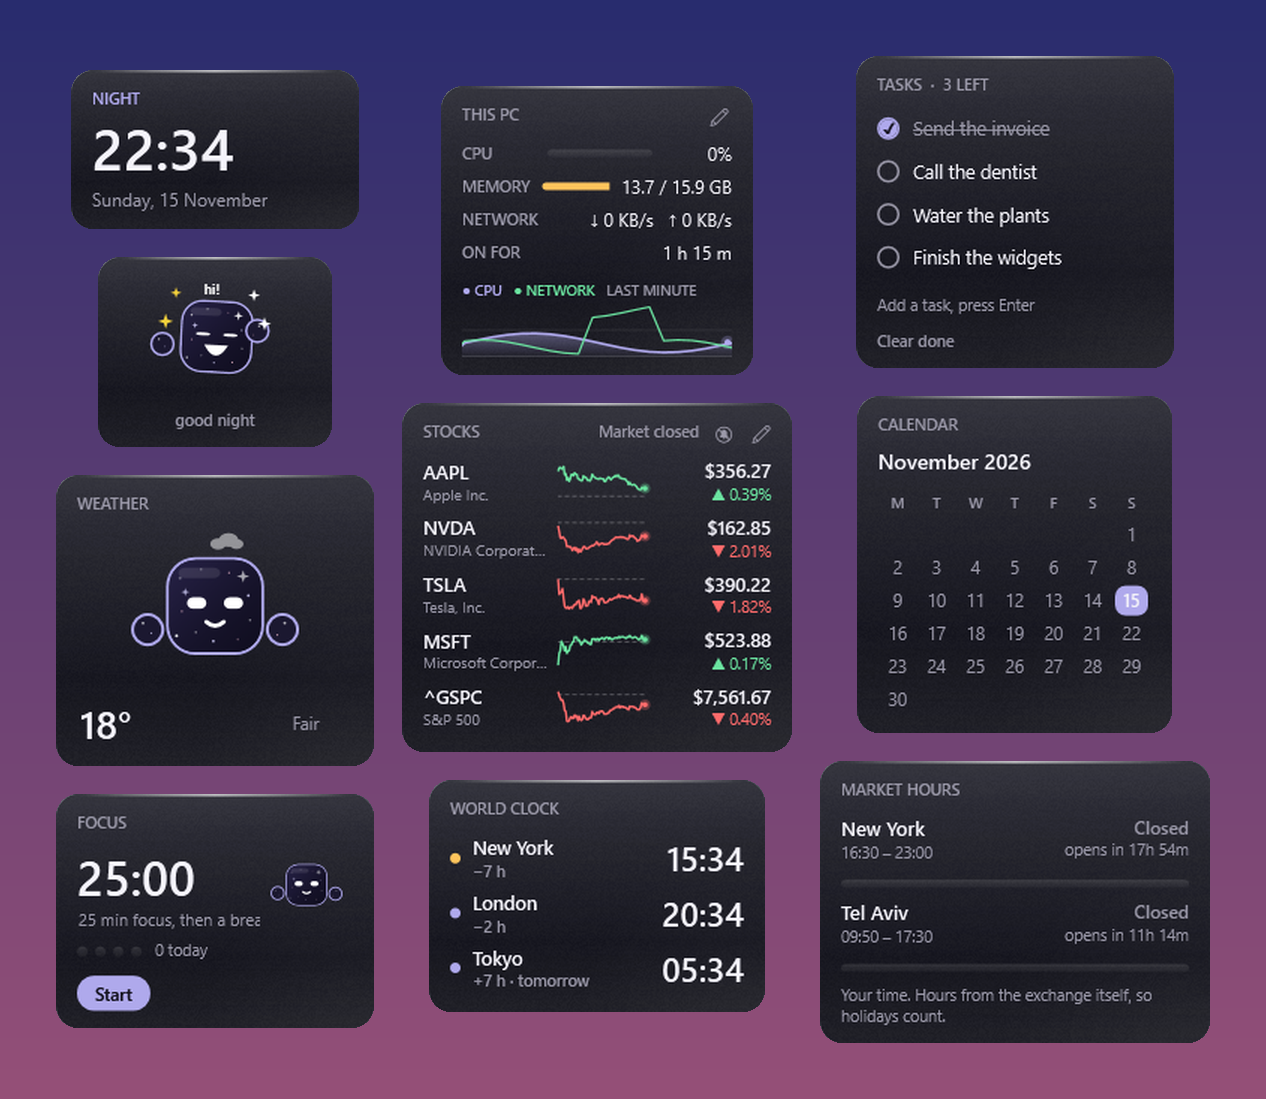 NIGHT
22:34
Sunday, 15 November
hi!
good night
WEATHER
18°
Fair
FOCUS
25:00
25 min focus, then a brea
0 today
Start
THIS PC
CPU 0%
MEMORY 13.7 / 15.9 GB
NETWORK ↓ 0 KB/s ↑ 0 KB/s
ON FOR 1 h 15 m
• CPU • NETWORK LAST MINUTE
STOCKS Market closed
AAPL $356.27
Apple Inc. ▲ 0.39%
NVDA $162.85
NVIDIA Corporat... ▼ 2.01%
TSLA $390.22
Tesla, Inc. ▼ 1.82%
MSFT $523.88
Microsoft Corpor... ▲ 0.17%
^GSPC $7,561.67
S&P 500 ▼ 0.40%
WORLD CLOCK
New York 15:34
−7 h
London 20:34
−2 h
Tokyo 05:34
+7 h · tomorrow
TASKS · 3 LEFT
Send the invoice
Call the dentist
Water the plants
Finish the widgets
Add a task, press Enter
Clear done
CALENDAR
November 2026
M T W T F S S
1
2 3 4 5 6 7 8
9 10 11 12 13 14 15
16 17 18 19 20 21 22
23 24 25 26 27 28 29
30
MARKET HOURS
New York Closed
16:30 – 23:00 opens in 17h 54m
Tel Aviv Closed
09:50 – 17:30 opens in 11h 14m
Your time. Hours from the exchange itself, so
holidays count.